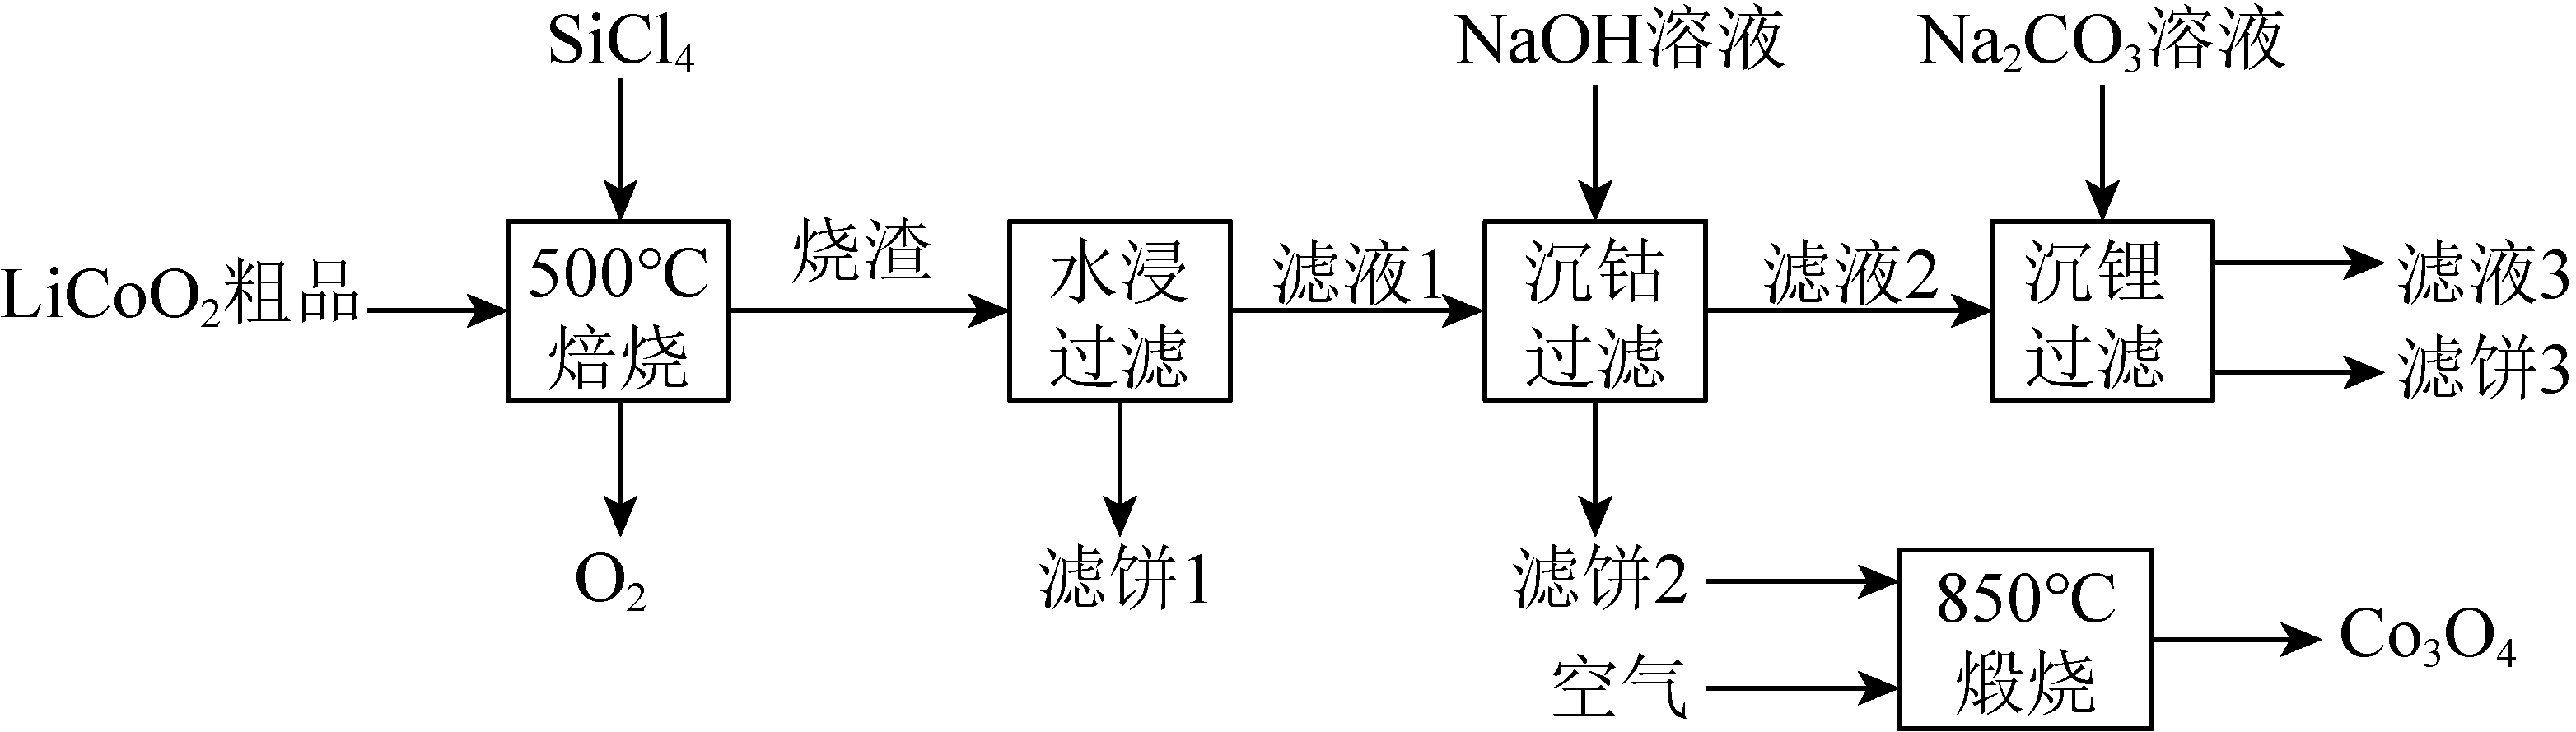 SiCl₄
NaOH溶液
Na₂CO₃溶液
LiCoO₂粗品
500℃
焙烧
烧渣
水浸
过滤
滤液1
沉钴
过滤
滤液2
沉锂
过滤
滤液3
滤饼3
O₂
滤饼1
滤饼2
空气
850℃
煅烧
Co₃O₄